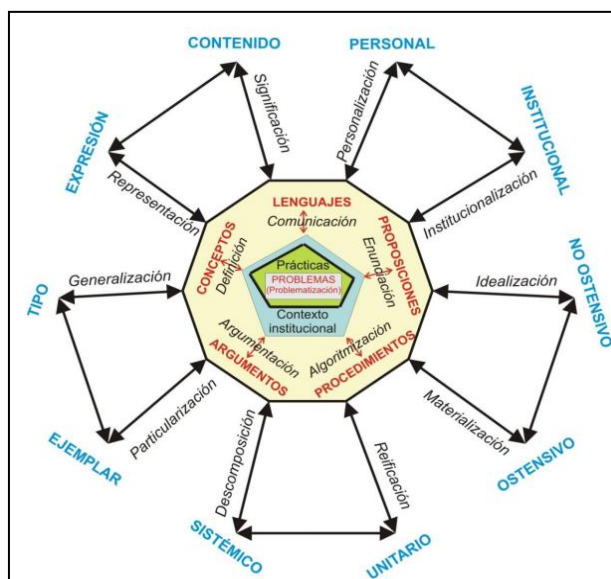 CONTENIDO
PERSONAL
EXPRESIÓN
Significación
Personalización
INSTITUCIONAL
Representación
Institucionalización
LENGUAJES
Comunicación
CONCEPTOS
Definición
Enunciación
PROPOSICIONES
Prácticas
PROBLEMAS
(Problematización)
Contexto
institucional
TIPO
Generalización
Idealización
NO OSTENSIVO
Argumentación
ARGUMENTOS
Algoritmización
PROCEDIMIENTOS
EJEMPLAR
Particularización
Materialización
OSTENSIVO
Descomposición
Reificación
SISTÉMICO
UNITARIO